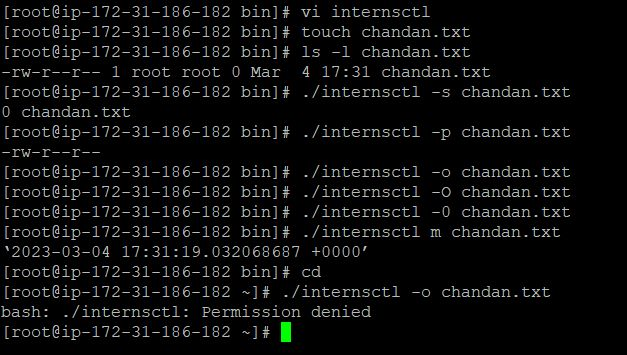 [root@ip-172-31-186-182 bin]# vi internsctl
[root@ip-172-31-186-182 bin]# touch chandan.txt
[root@ip-172-31-186-182 bin]# ls -l chandan.txt
-rw-r--r-- 1 root root 0 Mar  4 17:31 chandan.txt
[root@ip-172-31-186-182 bin]# ./internsctl -s chandan.txt
0 chandan.txt
[root@ip-172-31-186-182 bin]# ./internsctl -p chandan.txt
-rw-r--r--
[root@ip-172-31-186-182 bin]# ./internsctl -o chandan.txt
[root@ip-172-31-186-182 bin]# ./internsctl -O chandan.txt
[root@ip-172-31-186-182 bin]# ./internsctl -0 chandan.txt
[root@ip-172-31-186-182 bin]# ./internsctl m chandan.txt
‘2023-03-04 17:31:19.032068687 +0000’
[root@ip-172-31-186-182 bin]# cd
[root@ip-172-31-186-182 ~]# ./internsctl -o chandan.txt
bash: ./internsctl: Permission denied
[root@ip-172-31-186-182 ~]#